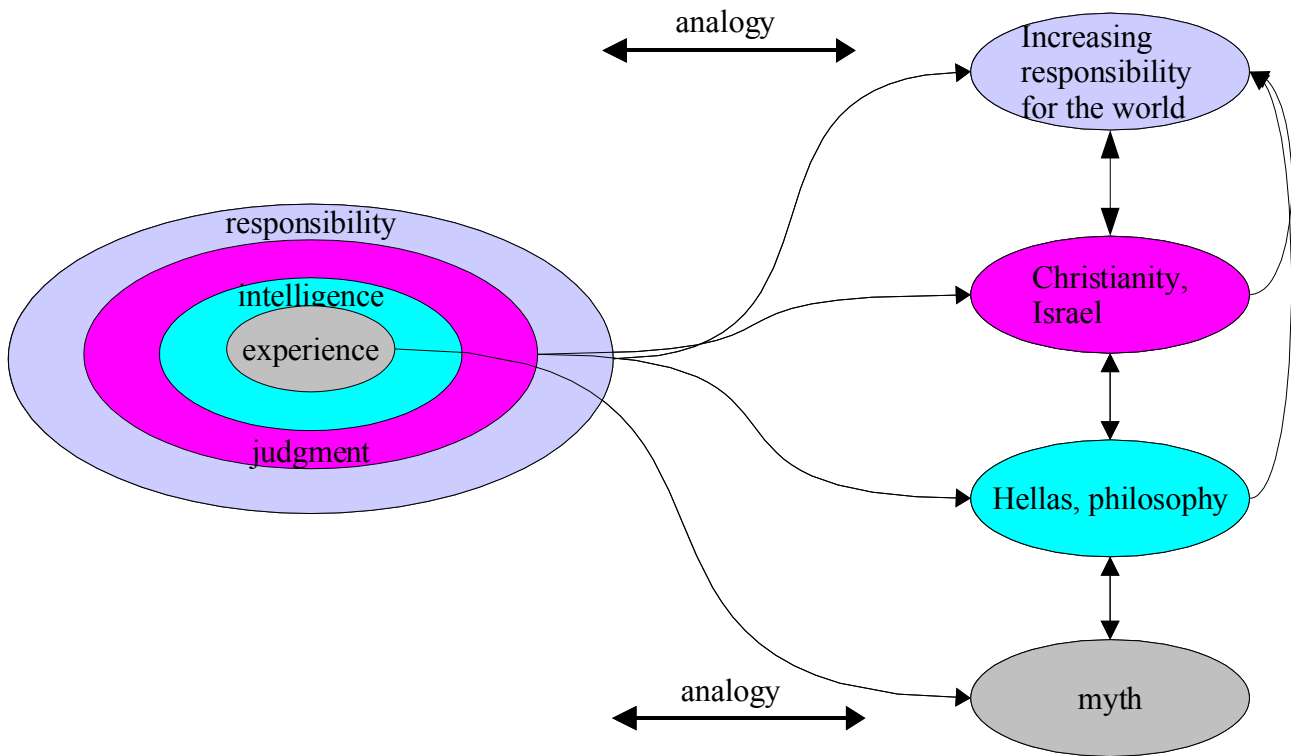 analogy
Increasing
responsibility
for the world
responsibility
intelligence
experience
judgment
Christianity,
Israel
Hellas, philosophy
analogy
myth